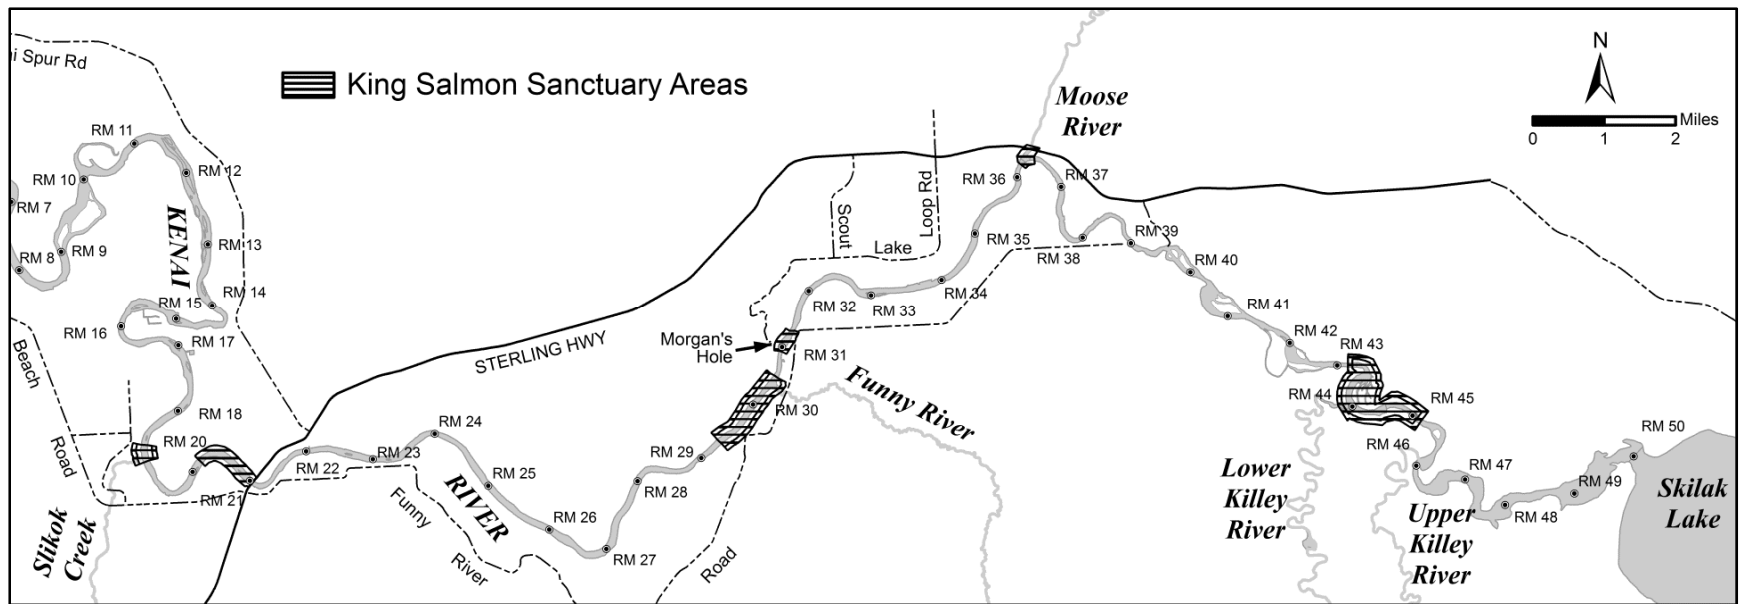 i Spur Rd
King Salmon Sanctuary Areas
N
Miles
0
1
2
Moose
River
RM 11
RM 12
RM 10
RM 7
RM 9
RM 8
RM 13
KENAI
RM 14
RM 15
RM 16
RM 17
Beach
Road
RM 18
RM 20
RM 21
RM 22
RM 23
RM 24
RM 25
RIVER
RM 26
RM 27
RM 28
RM 29
RM 30
RM 31
Morgan's
Hole
STERLING HWY
Funny
River
Road
Funny River
Scout
Lake
Loop Rd
RM 32
RM 33
RM 34
RM 35
RM 36
RM 37
RM 38
RM 39
RM 40
RM 41
RM 42
RM 43
RM 44
RM 45
RM 46
RM 47
RM 48
RM 49
RM 50
Slikok
Creek
Lower
Killey
River
Upper
Killey
River
Skilak
Lake